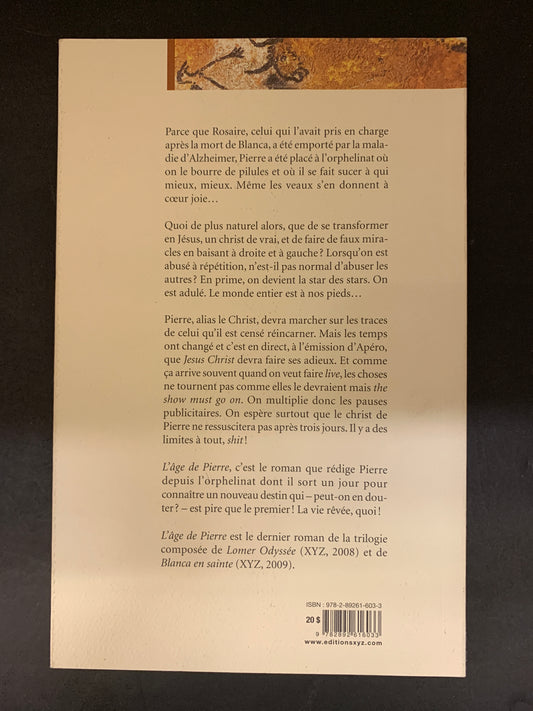 Parce que Rosaire, celui qui l'avait pris en charge
après la mort de Blanca, a été emporté par la mala-
die d'Alzheimer, Pierre a été placé à l'orphelinat où
on le bourre de pilules et où il se fait sucer à qui
mieux, mieux. Même les veaux s'en donnent à
cœur joie…
Quoi de plus naturel alors, que de se transformer
en Jésus, un christ de vrai, et de faire de faux mira-
cles en baisant à droite et à gauche ? Lorsqu'on est
abusé à répétition, n'est-il pas normal d'abuser les
autres ? En prime, on devient la star des stars. On
est adulé. Le monde entier est à nos pieds…
Pierre, alias le Christ, devra marcher sur les traces
de celui qu'il est censé réincarner. Mais les temps
ont changé et c'est en direct, à l'émission d'Apéro,
que Jesus Christ devra faire ses adieux. Et comme
ça arrive souvent quand on veut faire live, les choses
ne tournent pas comme elles le devraient mais the
show must go on. On multiplie donc les pauses
publicitaires. On espère surtout que le christ de
Pierre ne ressuscitera pas après trois jours. Il y a des
limites à tout, shit !
L'âge de Pierre, c'est le roman que rédige Pierre
depuis l'orphelinat dont il sort un jour pour
connaître un nouveau destin qui – peut-on en dou-
ter ? – est pire que le premier ! La vie rêvée, quoi !
L'âge de Pierre est le dernier roman de la trilogie
composée de Lomer Odyssée (XYZ, 2008) et de
Blanca en sainte (XYZ, 2009).
ISBN : 978-2-89261-603-3
20 $
9 782892 616033
www.editionsxyz.com